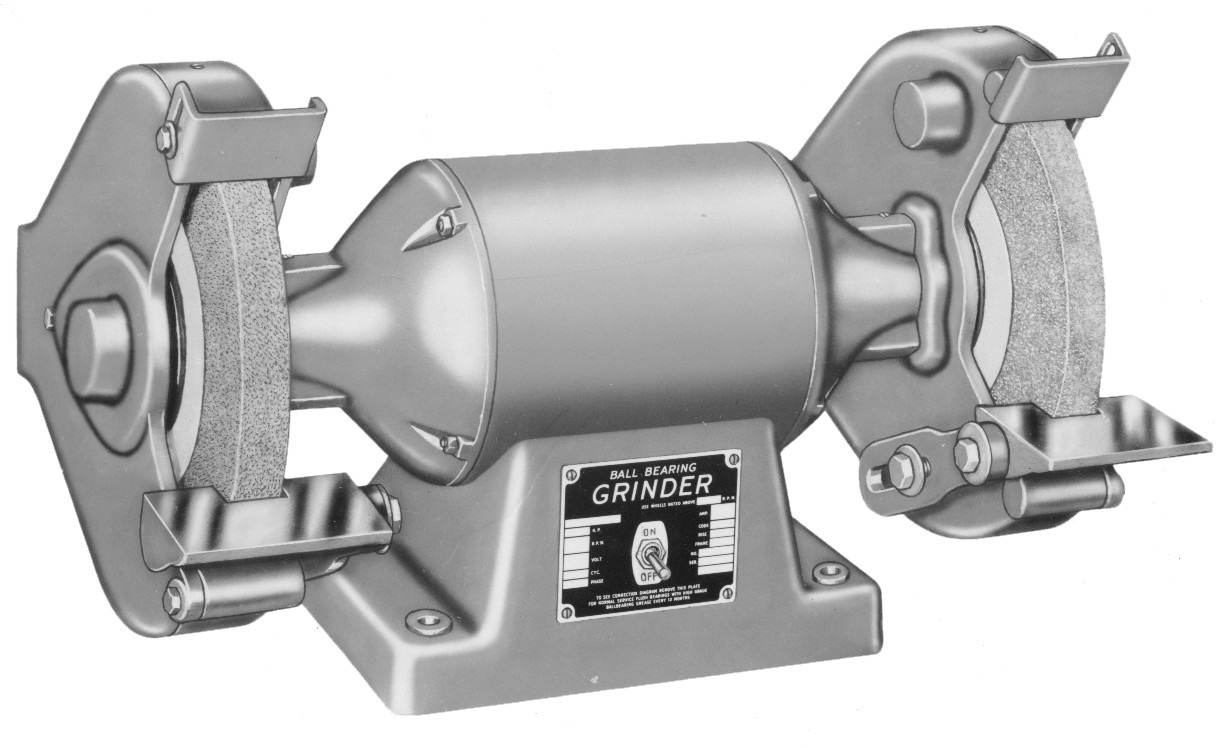 BALL BEARING
GRINDER
USE WHEELS RATED ABOVE R.P.M.
H.P.
R.P.M.
VOLT
CYC.
PHASE
ON
OFF
AMP.
CODE
DESC.
FRAME
NO.
SER.
TO SEE CONNECTION DIAGRAM REMOVE THIS PLATE
FOR NORMAL SERVICE FLUSH BEARINGS WITH HIGH GRADE
BALLBEARING GREASE EVERY 12 MONTHS